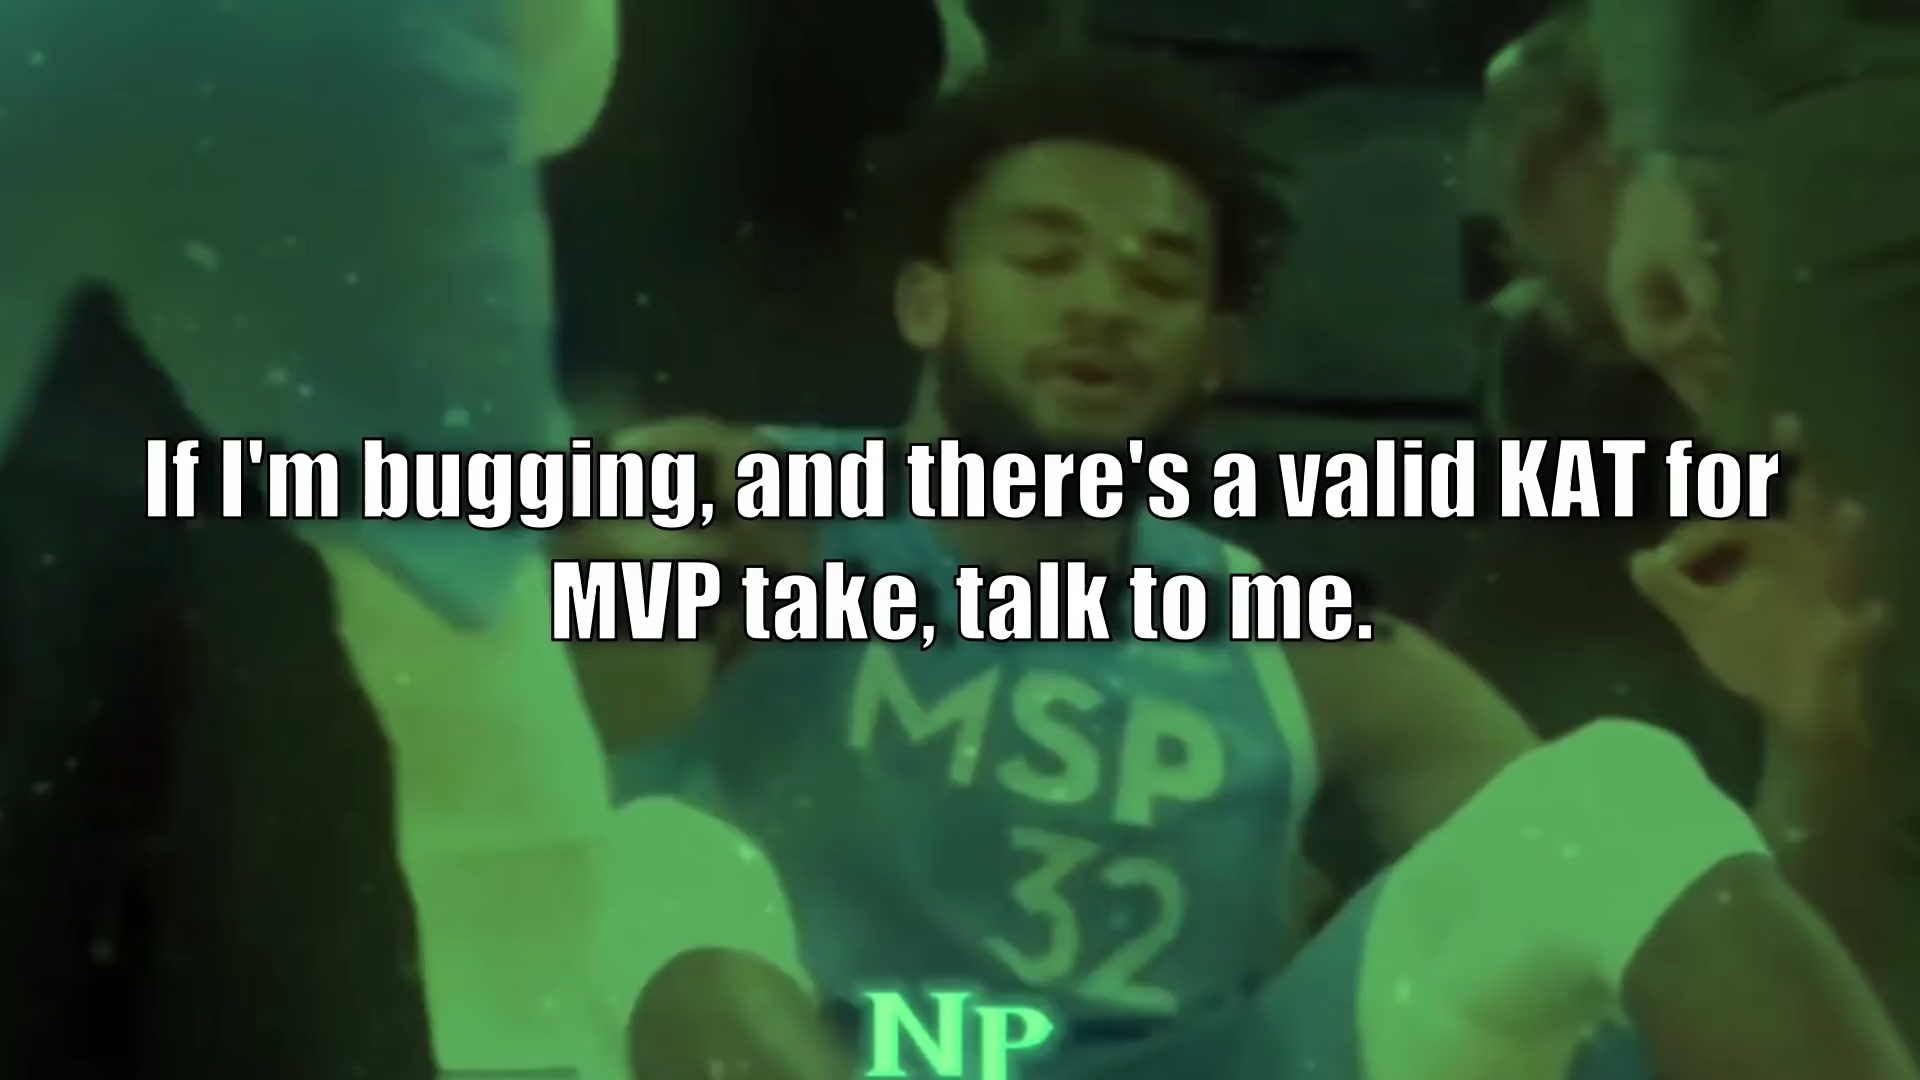 If I'm bugging, and there's a valid KAT for
MVP take, talk to me.
MSP
32
NP